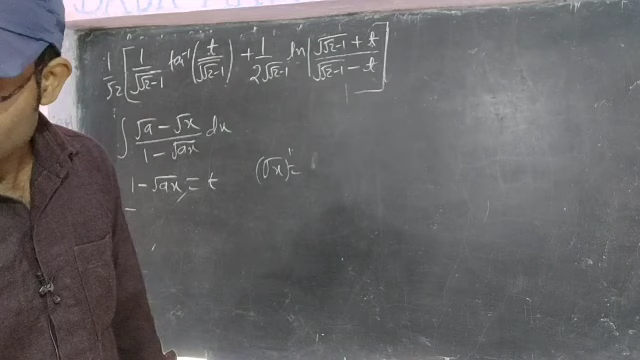 1/√2 [ 1/√(√2-1) tan⁻¹ ( t/√(√2-1) ) + 1/(2√(√2-1)) ln ( (√(√2-1) + t)/(√(√2-1) - t) ) ]
∫ (√a - √x)/(1 - √ax) dx
1 - √ax = t (√x)' =
-